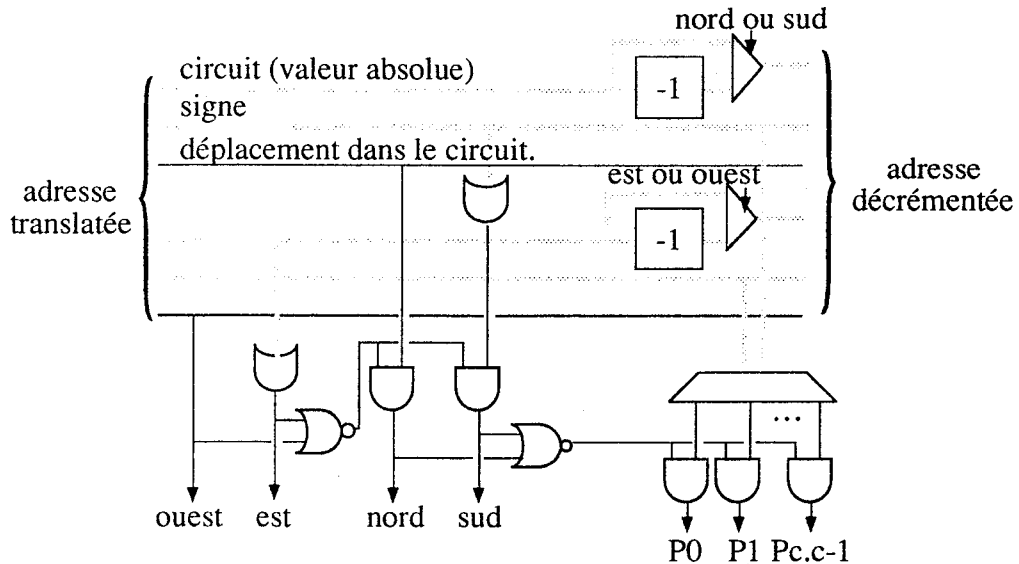 nord ou sud
circuit (valeur absolue)
-1
signe
déplacement dans le circuit.
est ou ouest
adresse
translatée
adresse
décrémentée
-1
...
ouest
est
nord
sud
P0
P1
Pc.c-1